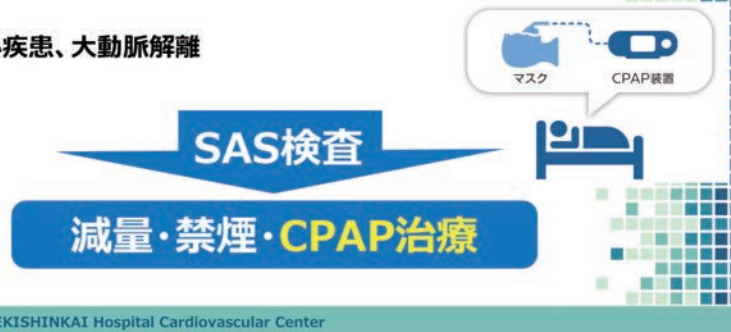 疾患、大動脈解離
マスク
CPAP装置
SAS検査
減量・禁煙・CPAP治療
EKISHINKAI Hospital Cardiovascular Center